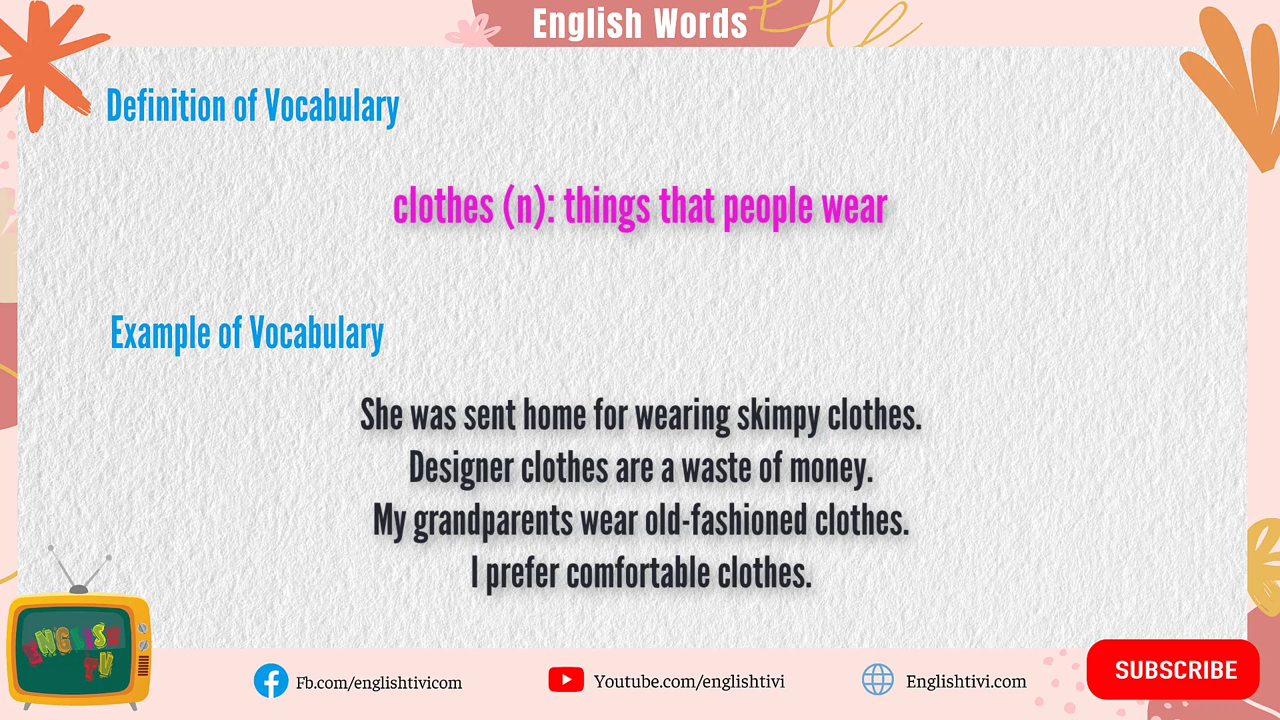 English Words
Definition of Vocabulary
clothes (n): things that people wear
Example of Vocabulary
She was sent home for wearing skimpy clothes.
Designer clothes are a waste of money.
My grandparents wear old-fashioned clothes.
I prefer comfortable clothes.
ENGLISH
TV
Fb.com/englishtivicom
Youtube.com/englishtivi
Englishtivi.com
SUBSCRIBE